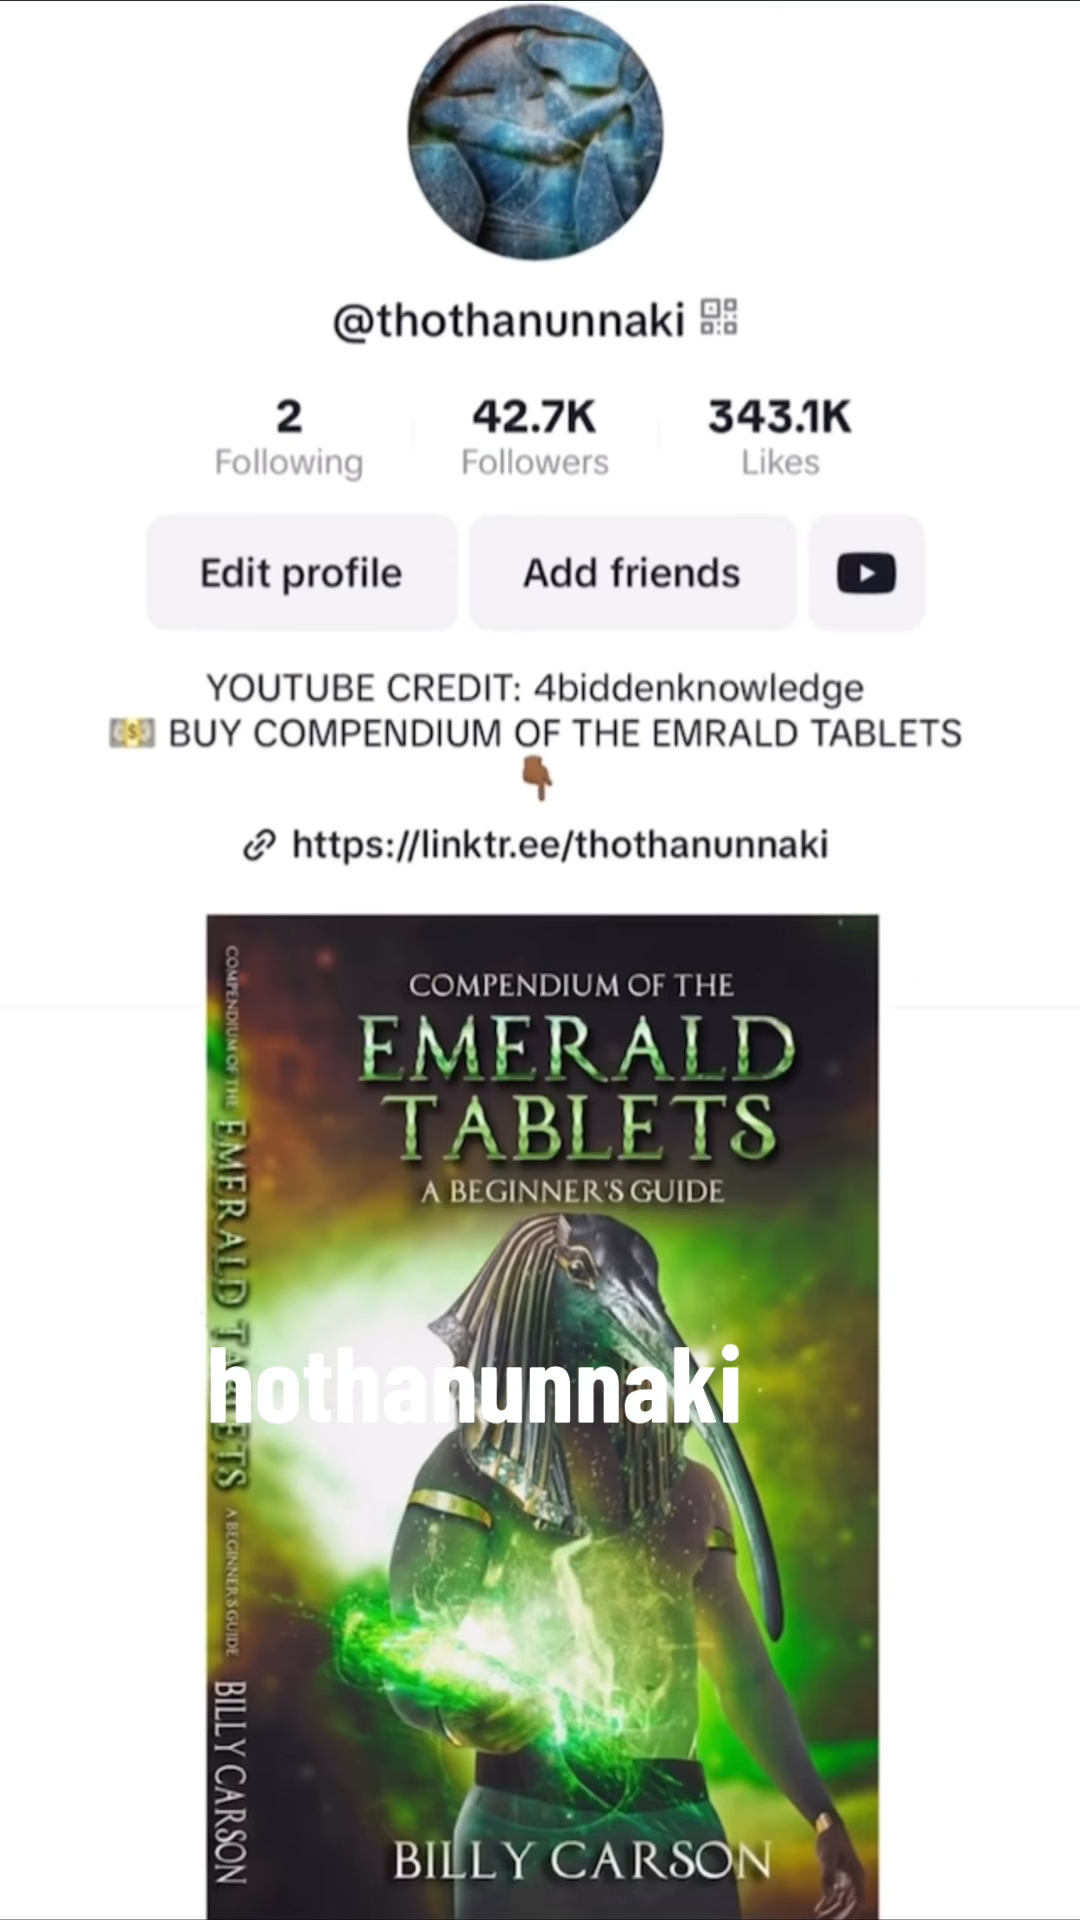 @thothanunnaki
2
Following
42.7K
Followers
343.1K
Likes
Edit profile
Add friends
YOUTUBE CREDIT: 4biddenknowledge
💵 BUY COMPENDIUM OF THE EMRALD TABLETS
👇🏾
https://linktr.ee/thothanunnaki
COMPENDIUM OF THE
EMERALD
TABLETS
A BEGINNER'S GUIDE
hothanunnaki
BILLY CARSON
COMPENDIUM OF THE EMERALD TABLETS A BEGINNER'S GUIDE BILLY CARSON